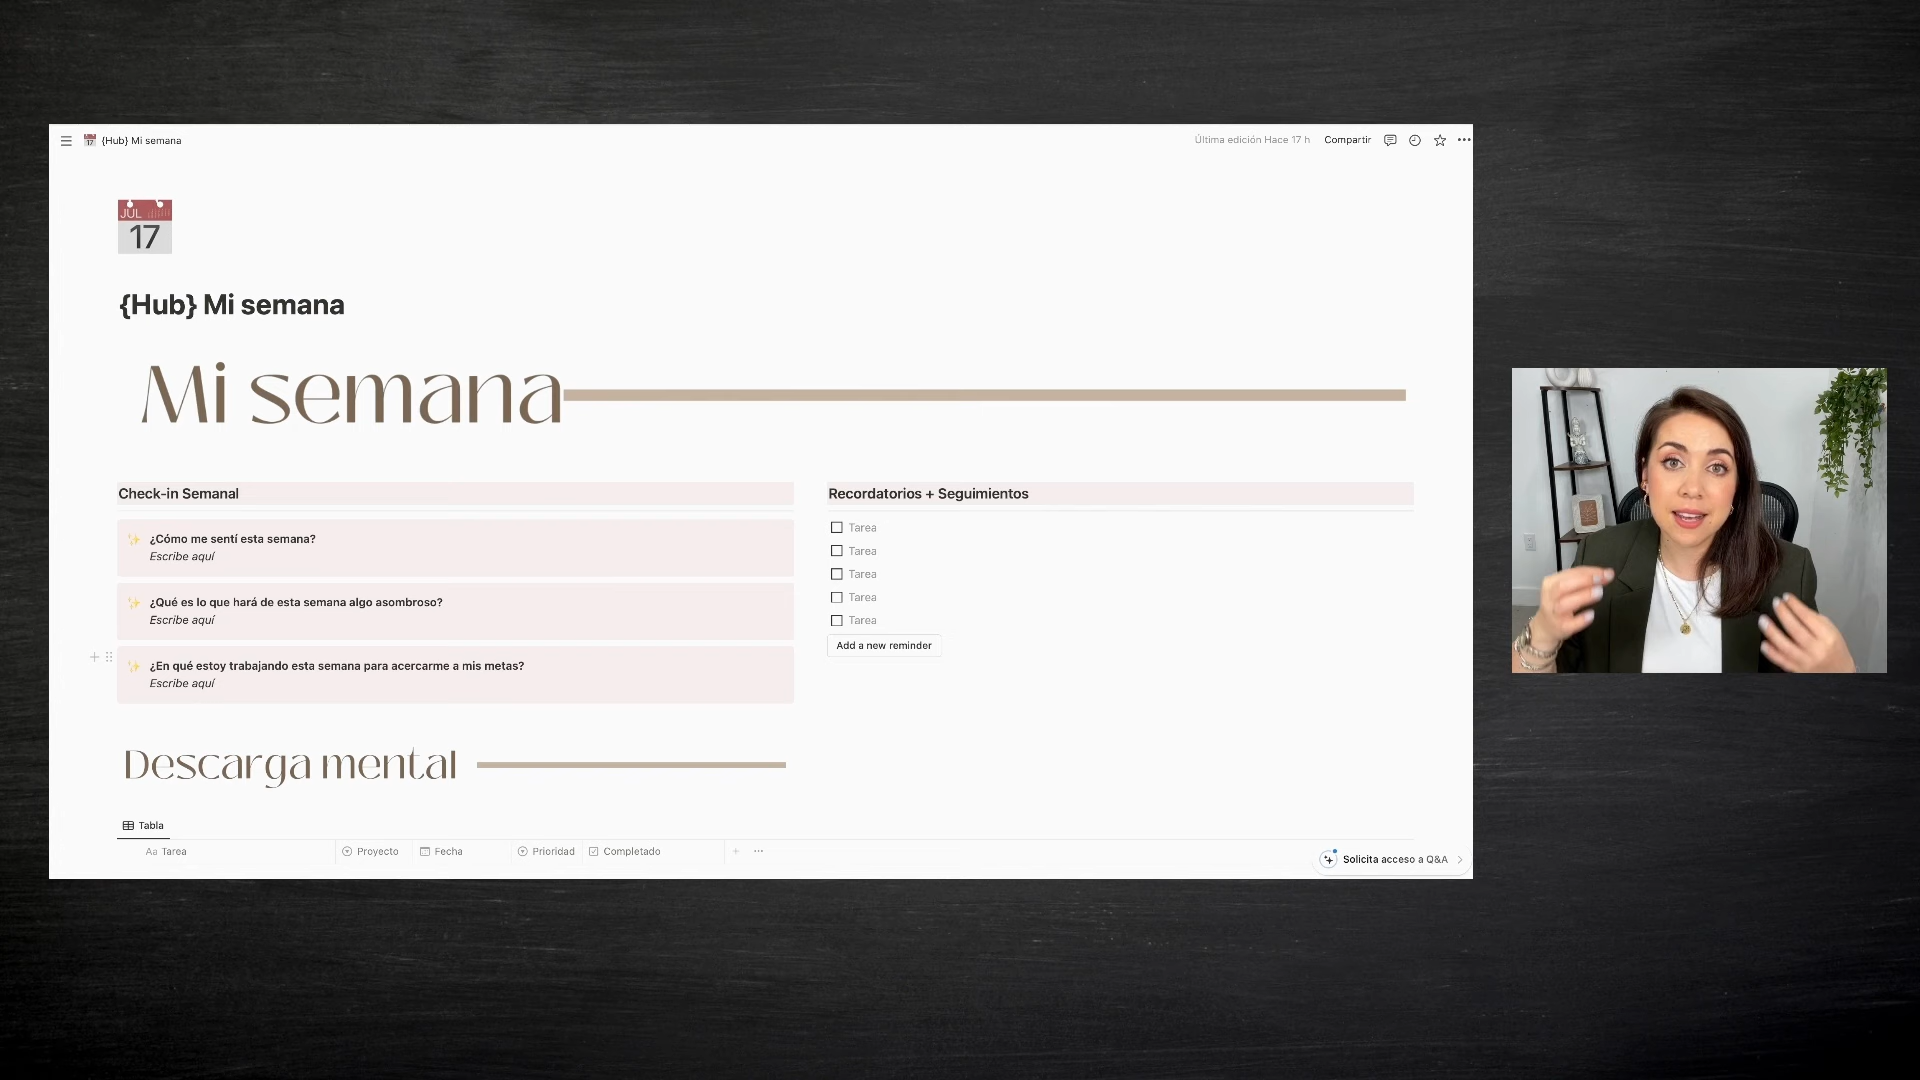 {Hub} Mi semana
Última edición Hace 17 h
Compartir
JUL
17
{Hub} Mi semana
Mi semana
Check-in Semanal
¿Cómo me sentí esta semana?
Escribe aquí
¿Qué es lo que hará de esta semana algo asombroso?
Escribe aquí
¿En qué estoy trabajando esta semana para acercarme a mis metas?
Escribe aquí
Recordatorios + Seguimientos
Tarea
Tarea
Tarea
Tarea
Tarea
Add a new reminder
Descarga mental
Tabla
Aa Tarea
Proyecto
Fecha
Prioridad
Completado
Solicita acceso a Q&A